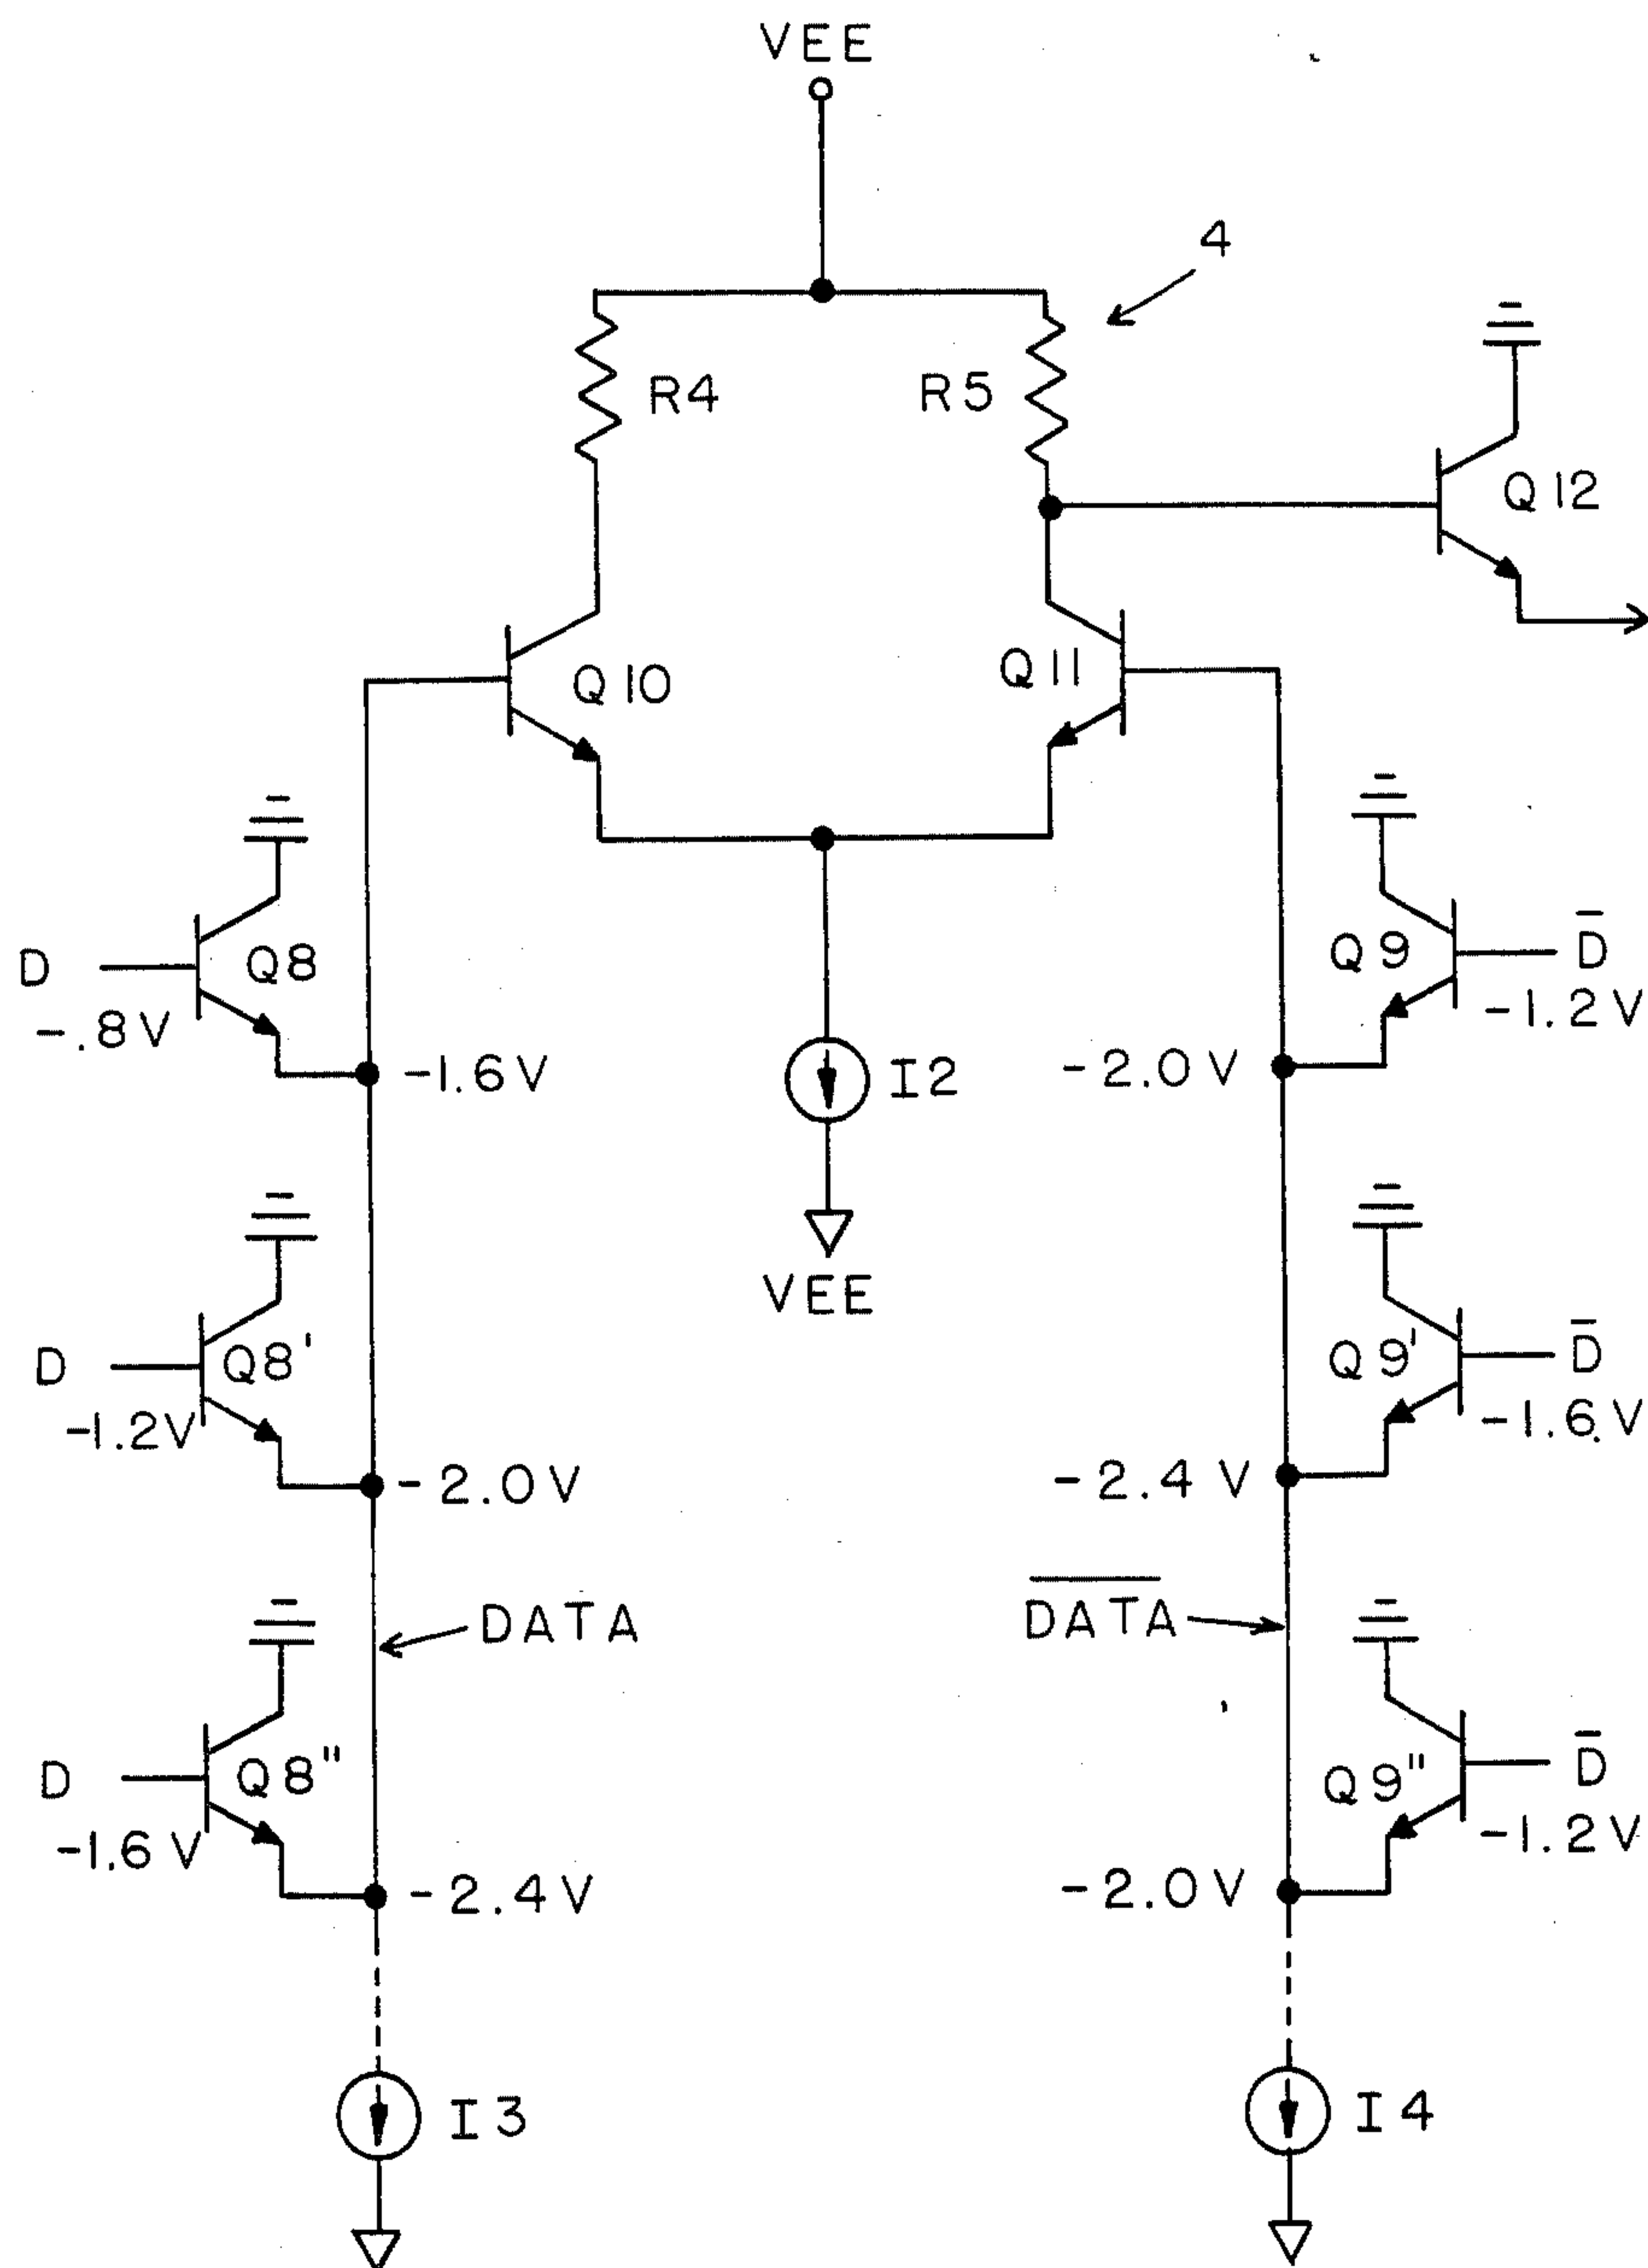 VEE
4
R4
R5
Q12
Q10
Q11
D
Q8
Q9
D̅
-.8V
-1.2V
-1.6V
I2
-2.0V
VEE
D
Q8'
Q9'
D̅
-1.2V
-1.6V
-2.0V
-2.4V
DATA
D̅A̅T̅A̅
D
Q8"
Q9"
D̅
-1.6V
-1.2V
-2.4V
-2.0V
I3
I4